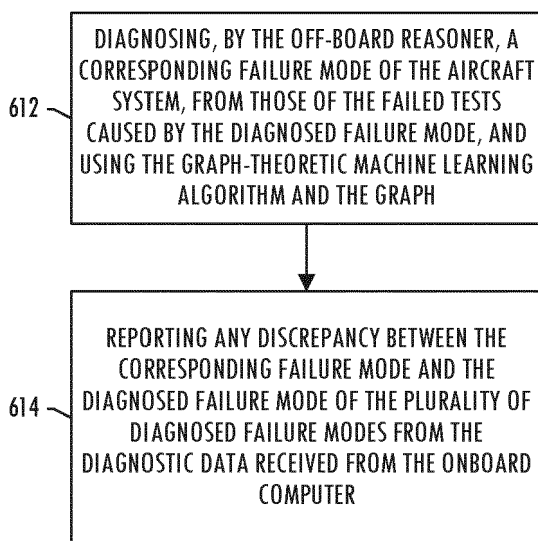 612
DIAGNOSING, BY THE OFF-BOARD REASONER, A
CORRESPONDING FAILURE MODE OF THE AIRCRAFT
SYSTEM, FROM THOSE OF THE FAILED TESTS
CAUSED BY THE DIAGNOSED FAILURE MODE, AND
USING THE GRAPH-THEORETIC MACHINE LEARNING
ALGORITHM AND THE GRAPH
614
REPORTING ANY DISCREPANCY BETWEEN THE
CORRESPONDING FAILURE MODE AND THE
DIAGNOSED FAILURE MODE OF THE PLURALITY OF
DIAGNOSED FAILURE MODES FROM THE
DIAGNOSTIC DATA RECEIVED FROM THE ONBOARD
COMPUTER